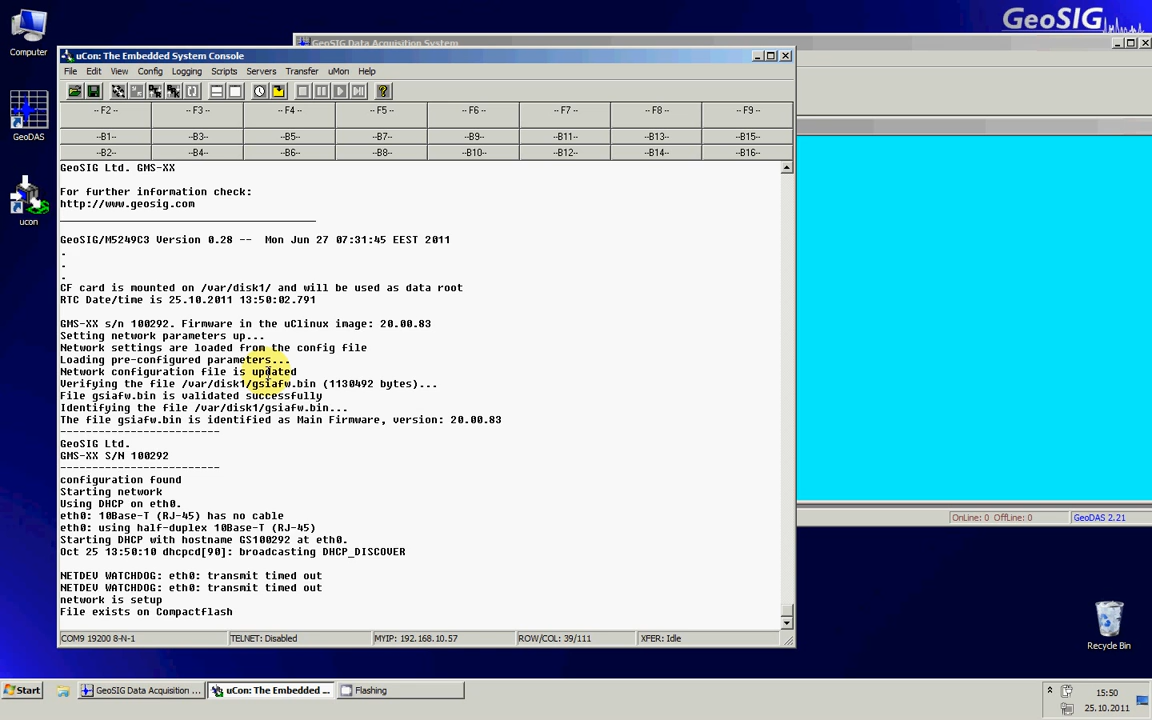 GeoSIG
Computer
GeoDAS
ucon
GeoSIG Data Acquisition System
uCon: The Embedded System Console
File Edit View Config Logging Scripts Servers Transfer uMon Help
-- F2 -- -- F3 -- -- F4 -- -- F5 -- -- F6 -- -- F7 -- -- F8 -- -- F9 --
--B1-- --B3-- --B5-- --B7-- --B9-- --B11-- --B13-- --B15--
--B2-- --B4-- --B6-- --B8-- --B10-- --B12-- --B14-- --B16--
GeoSIG Ltd. GMS-XX
For further information check:
http://www.geosig.com
GeoSIG/M5249C3 Version 0.28 --  Mon Jun 27 07:31:45 EEST 2011
.
.
.
CF card is mounted on /var/disk1/ and will be used as data root
RTC Date/time is 25.10.2011 13:50:02.791
GMS-XX s/n 100292. Firmware in the uClinux image: 20.00.83
Setting network parameters up...
Network settings are loaded from the config file
Loading pre-configured parameters...
Network configuration file is updated
Verifying the file /var/disk1/gsiafw.bin (1130492 bytes)...
File gsiafw.bin is validated successfully
Identifying the file /var/disk1/gsiafw.bin...
The file gsiafw.bin is identified as Main Firmware, version: 20.00.83
------------------------
GeoSIG Ltd.
GMS-XX S/N 100292
------------------------
configuration found
Starting network
Using DHCP on eth0.
eth0: 10Base-T (RJ-45) has no cable
eth0: using half-duplex 10Base-T (RJ-45)
Starting DHCP with hostname GS100292 at eth0.
Oct 25 13:50:10 dhcpcd[90]: broadcasting DHCP_DISCOVER
NETDEV WATCHDOG: eth0: transmit timed out
NETDEV WATCHDOG: eth0: transmit timed out
network is setup
File exists on Compactflash
COM9 19200 8-N-1 TELNET: Disabled MYIP: 192.168.10.57 ROW/COL: 39/111 XFER: Idle
OnLine: 0 OffLine: 0 GeoDAS 2.21
Recycle Bin
Start GeoSIG Data Acquisition ... uCon: The Embedded ... Flashing
15:50
25.10.2011